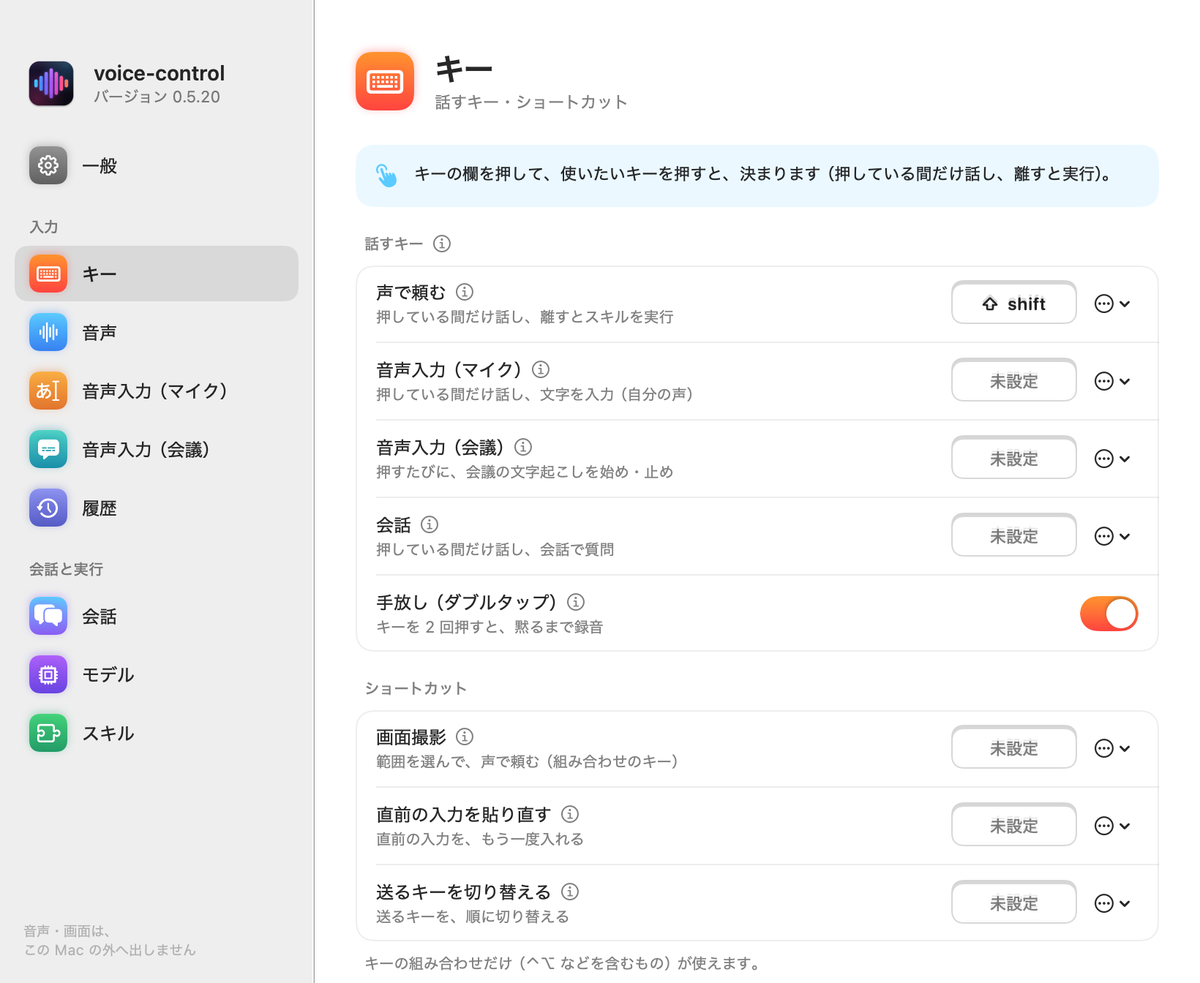 voice-control
バージョン 0.5.20
一般
入力
キー
音声
あ
音声入力（マイク）
音声入力（会議）
履歴
会話と実行
会話
モデル
スキル
音声・画面は、
この Mac の外へ出しません
キー
話すキー・ショートカット
キーの欄を押して、使いたいキーを押すと、決まります（押している間だけ話し、離すと実行）。
話すキー
声で頼む
押している間だけ話し、離すとスキルを実行
⇧ shift
音声入力（マイク）
押している間だけ話し、文字を入力（自分の声）
未設定
音声入力（会議）
押すたびに、会議の文字起こしを始め・止め
未設定
会話
押している間だけ話し、会話で質問
未設定
手放し（ダブルタップ）
キーを 2 回押すと、黙るまで録音
ショートカット
画面撮影
範囲を選んで、声で頼む（組み合わせのキー）
未設定
直前の入力を貼り直す
直前の入力を、もう一度入れる
未設定
送るキーを切り替える
送るキーを、順に切り替える
未設定
キーの組み合わせだけ（⌃⌥ などを含むもの）が使えます。